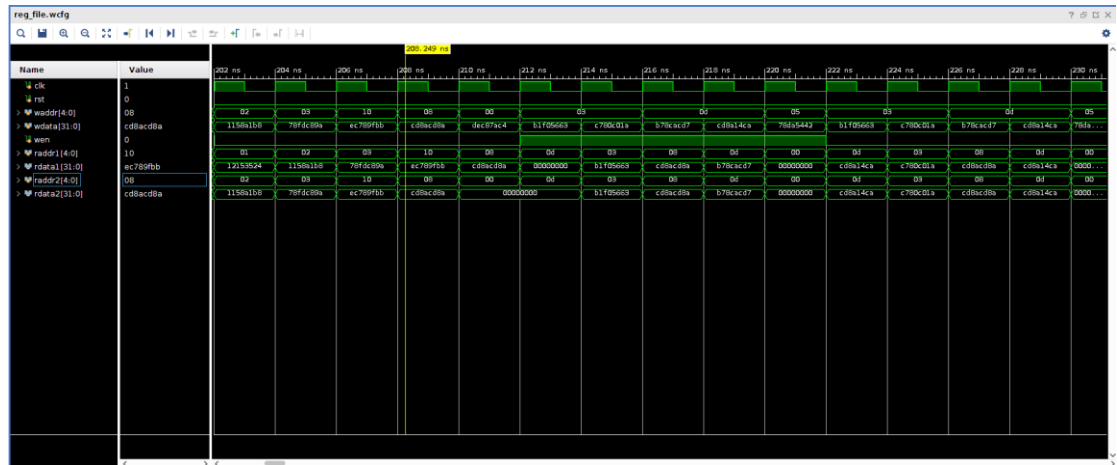 reg_file.wcfg
208.249 ns
Name Value 202 ns 204 ns 206 ns 208 ns 210 ns 212 ns 214 ns 216 ns 218 ns 220 ns 222 ns 224 ns 226 ns 228 ns 230 ns
clk 1
rst 0
waddr[4:0] 08 02 03 10 08 00 03 0d 05 03 0d 05
wdata[31:0] cd8acd8a 1158a1b8 78fdc89a ec789fbb cd8acd8a dec87ac4 b1f05663 c780c01a b78cacd7 cd8a14ca 78da5442 b1f05663 c780c01a b78cacd7 cd8a14ca 78da...
wen 0
raddr1[4:0] 10 01 02 03 10 08 0d 03 08 0d 00 0d 03 08 0d 00
rdata1[31:0] ec789fbb 12153524 1158a1b8 78fdc89a ec789fbb cd8acd8a 00000000 b1f05663 cd8acd8a b78cacd7 00000000 cd8a14ca c780c01a cd8acd8a cd8a14ca 0000...
raddr2[4:0] 08 02 03 10 08 00 0d 03 08 0d 00 0d 03 08 0d 00
rdata2[31:0] cd8acd8a 1158a1b8 78fdc89a ec789fbb cd8acd8a 00000000 b1f05663 cd8acd8a b78cacd7 00000000 cd8a14ca c780c01a cd8acd8a cd8a14ca 0000...